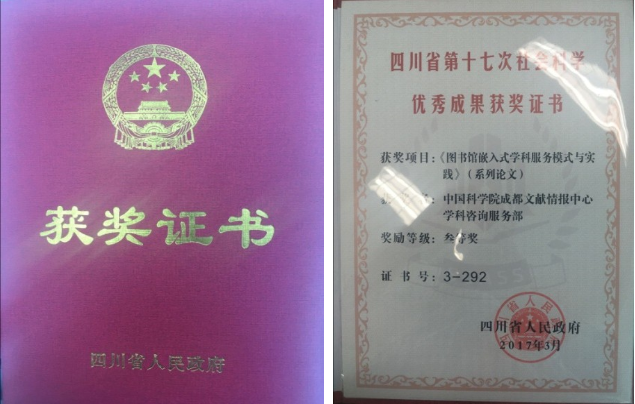 获奖证书
四川省人民政府
四川省第十七次社会科学
优秀成果获奖证书
获奖项目：《图书馆嵌入式学科服务模式与实
践》（系列论文）
中国科学院成都文献情报中心
学科咨询服务部
奖励等级：叁等奖
证书号：3-292
四川省人民政府
2017年3月